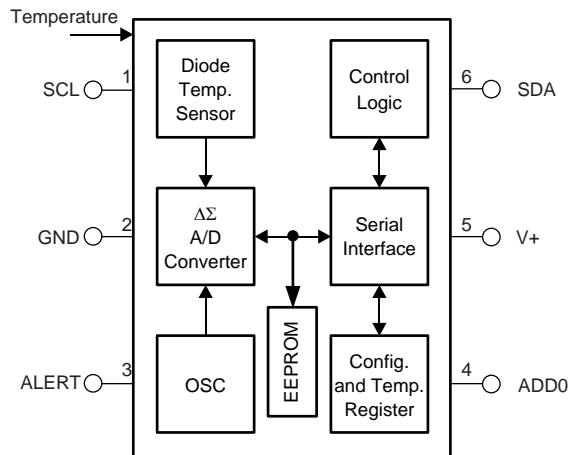 Temperature
SCL
1
Diode
Temp.
Sensor
Control
Logic
6
SDA
GND
2
ΔΣ
A/D
Converter
Serial
Interface
5
V+
ALERT
3
OSC
EEPROM
Config.
and Temp.
Register
4
ADD0